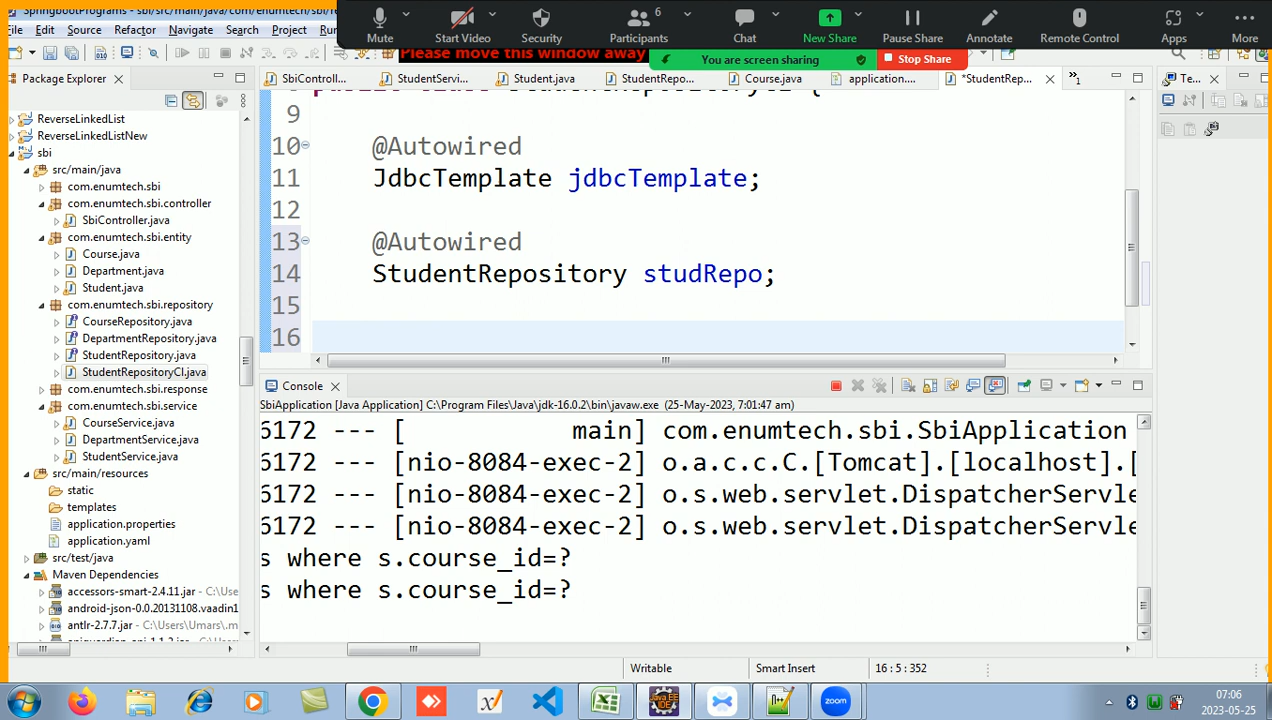 SpringbootPrograms - sbi/src/main/java/com/enumtech/sbi/re
File Edit Source Refactor Navigate Search Project Run
Mute
Start Video
Security
6
Participants
Chat
New Share
Pause Share
Annotate
Remote Control
Apps
More
Please move this window away
You are screen sharing
Stop Share
Package Explorer
ReverseLinkedList
ReverseLinkedListNew
sbi
src/main/java
com.enumtech.sbi
com.enumtech.sbi.controller
SbiController.java
com.enumtech.sbi.entity
Course.java
Department.java
Student.java
com.enumtech.sbi.repository
CourseRepository.java
DepartmentRepository.java
StudentRepository.java
StudentRepositoryCI.java
com.enumtech.sbi.response
com.enumtech.sbi.service
CourseService.java
DepartmentService.java
StudentService.java
src/main/resources
static
templates
application.properties
application.yaml
src/test/java
Maven Dependencies
accessors-smart-2.4.11.jar - C:\Use
android-json-0.0.20131108.vaadin1
antlr-2.7.7.jar - C:\Users\Umars\.m
SbiControll...
StudentServi...
Student.java
StudentRepo...
Course.java
application....
*StudentRep...
»1
Te...
9
10 @Autowired
11 JdbcTemplate jdbcTemplate;
12
13 @Autowired
14 StudentRepository studRepo;
15
16
Console
SbiApplication [Java Application] C:\Program Files\Java\jdk-16.0.2\bin\javaw.exe (25-May-2023, 7:01:47 am)
6172 --- [ main] com.enumtech.sbi.SbiApplication
6172 --- [nio-8084-exec-2] o.a.c.c.C.[Tomcat].[localhost].[
6172 --- [nio-8084-exec-2] o.s.web.servlet.DispatcherServle
6172 --- [nio-8084-exec-2] o.s.web.servlet.DispatcherServle
s where s.course_id=?
s where s.course_id=?
Writable
Smart Insert
16 : 5 : 352
zoom
07:06
2023-05-25